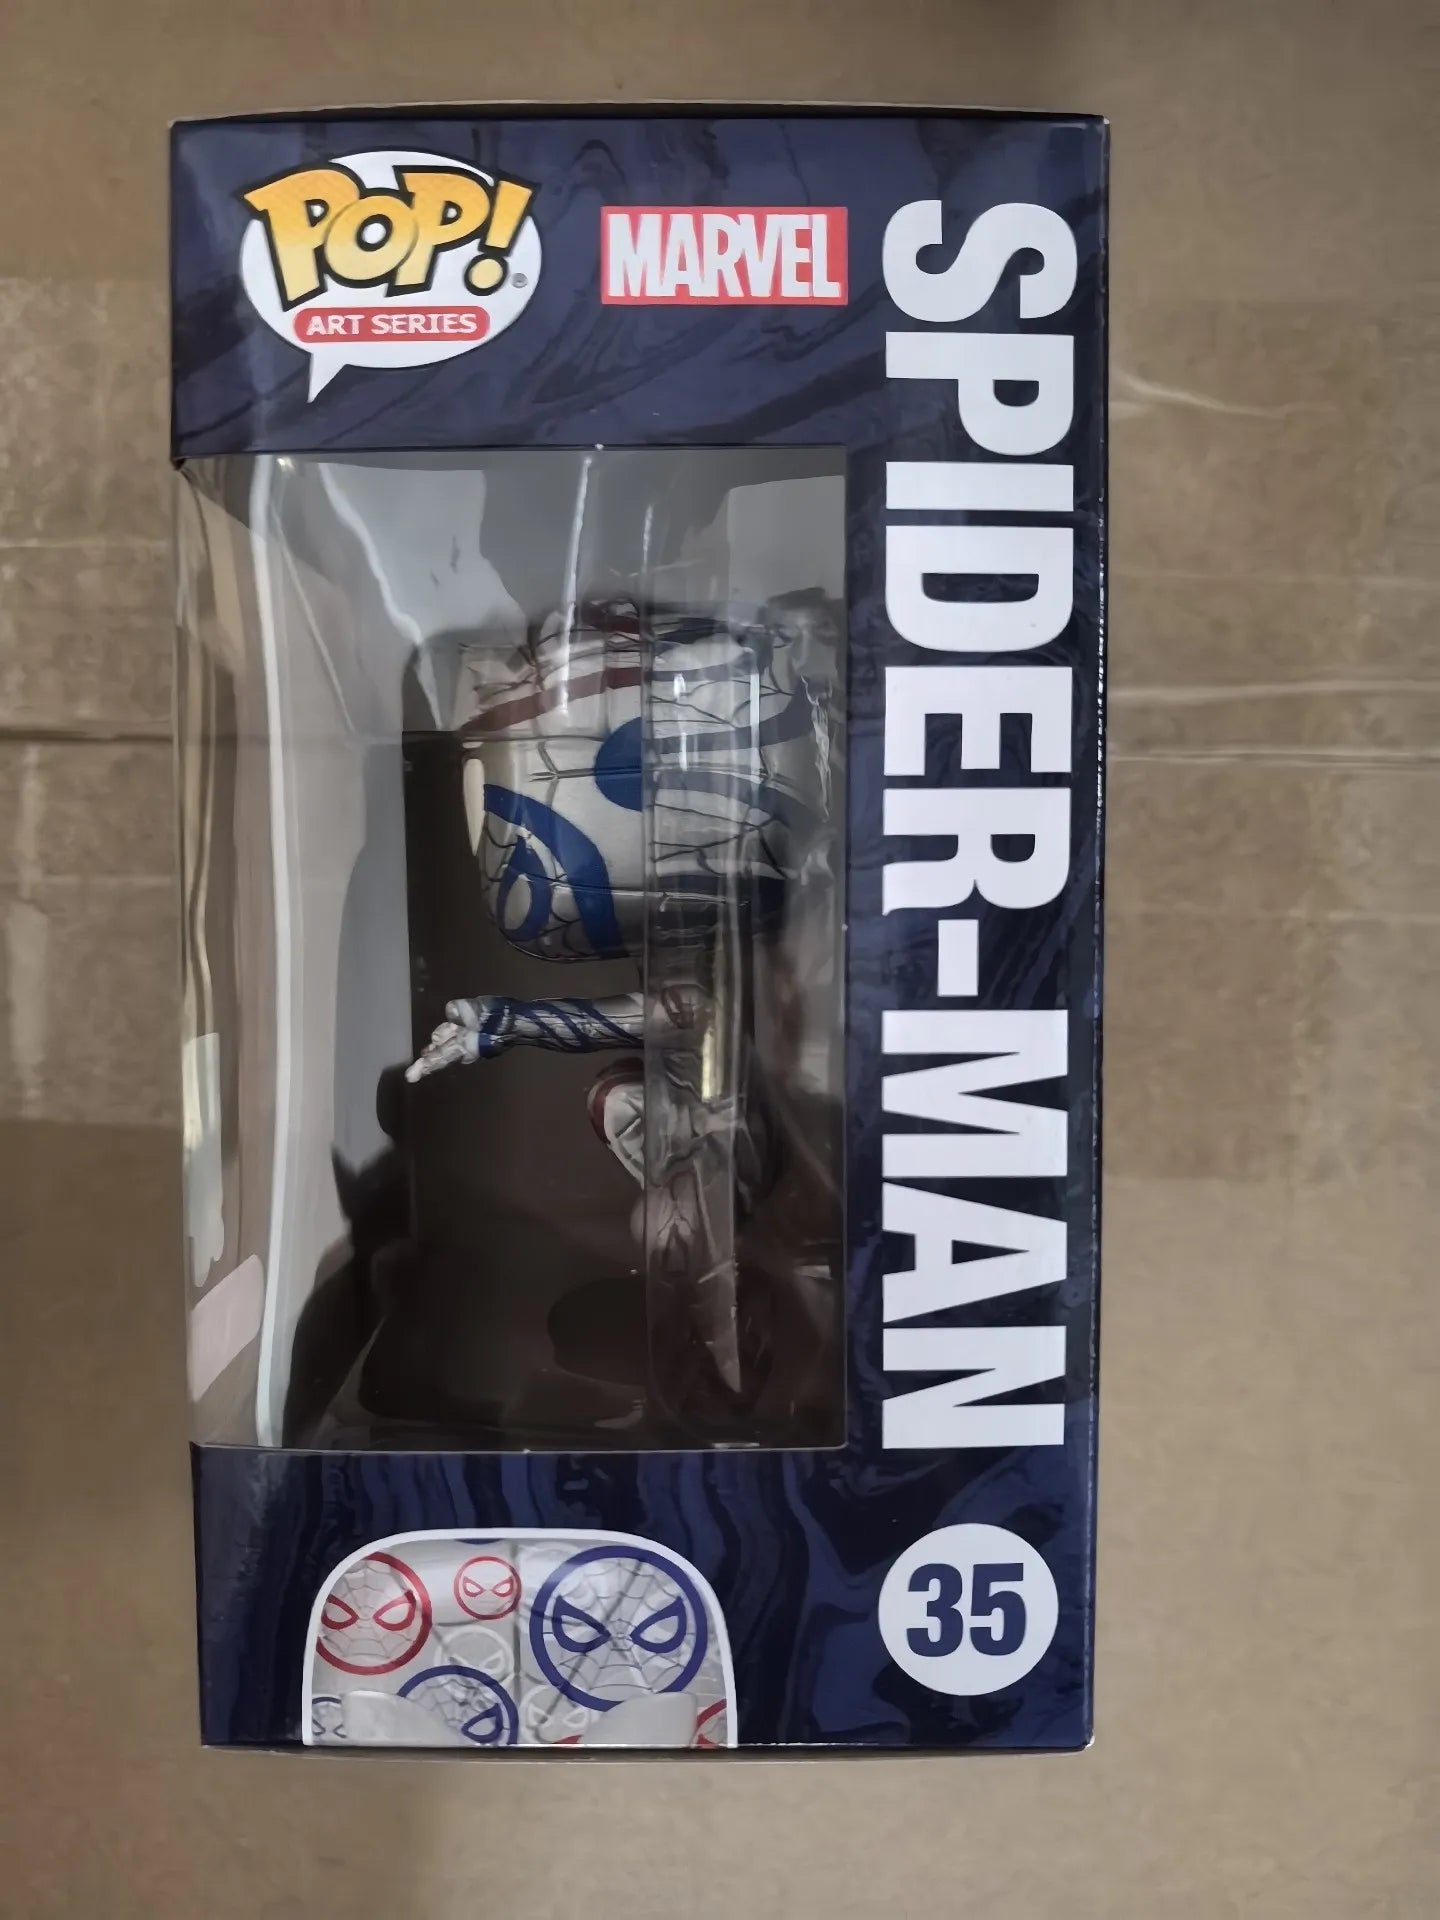 POP!
ART SERIES
MARVEL
SPIDER-MAN
35